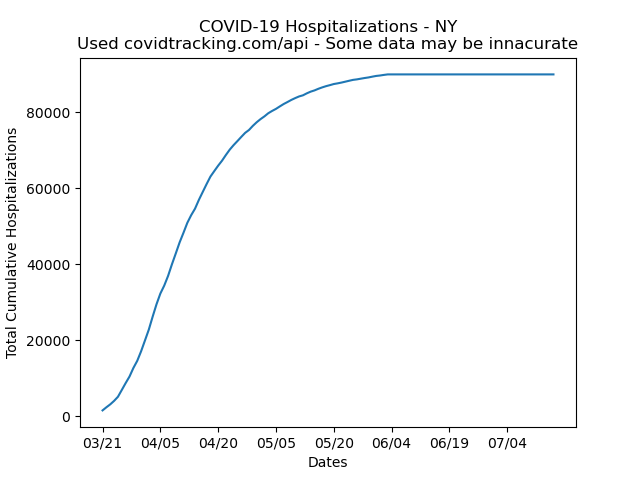 COVID-19 Hospitalizations - NY
Used covidtracking.com/api - Some data may be innacurate
Total Cumulative Hospitalizations
80000
60000
40000
20000
0
03/21 04/05 04/20 05/05 05/20 06/04 06/19 07/04
Dates